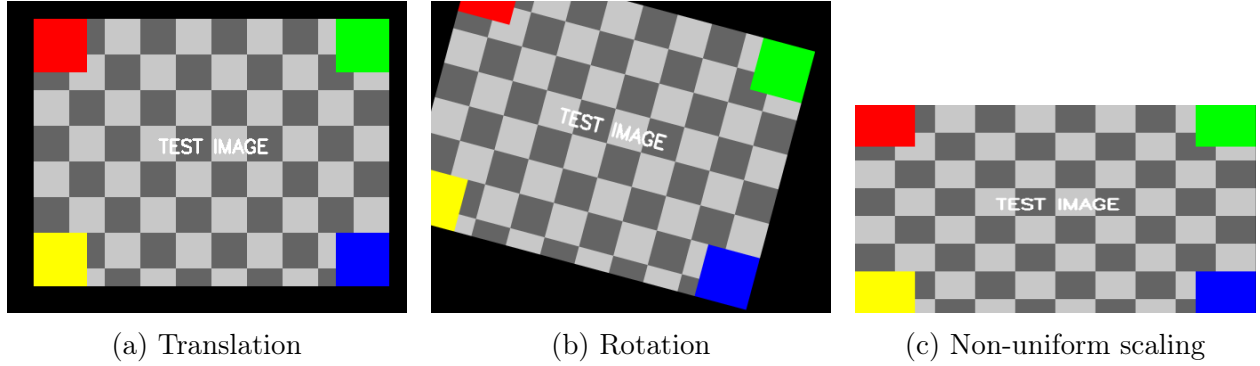 TEST IMAGE
TEST IMAGE
TEST IMAGE
(a) Translation
(b) Rotation
(c) Non-uniform scaling